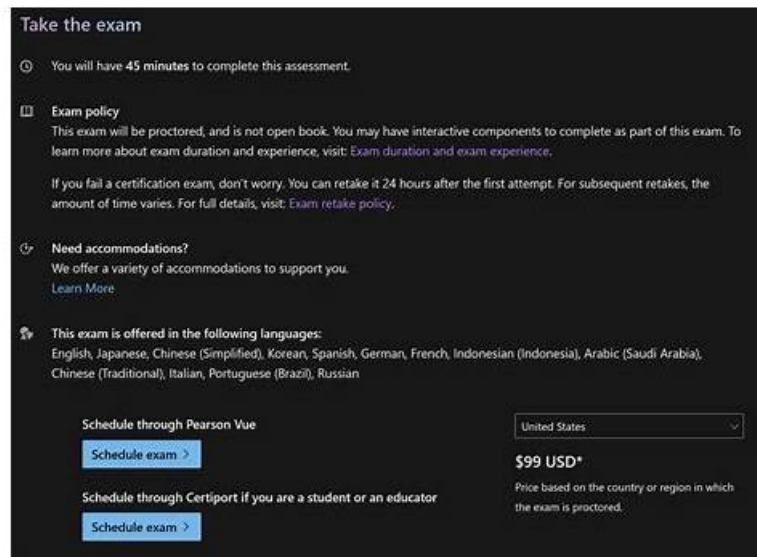 Take the exam
You will have 45 minutes to complete this assessment.
Exam policy
This exam will be proctored, and is not open book. You may have interactive components to complete as part of this exam. To
learn more about exam duration and experience, visit: Exam duration and exam experience.
If you fail a certification exam, don't worry. You can retake it 24 hours after the first attempt. For subsequent retakes, the
amount of time varies. For full details, visit: Exam retake policy.
Need accommodations?
We offer a variety of accommodations to support you.
Learn More
This exam is offered in the following languages:
English, Japanese, Chinese (Simplified), Korean, Spanish, German, French, Indonesian (Indonesia), Arabic (Saudi Arabia),
Chinese (Traditional), Italian, Portuguese (Brazil), Russian
Schedule through Pearson Vue
Schedule exam >
Schedule through Certiport if you are a student or an educator
Schedule exam >
United States
$99 USD*
Price based on the country or region in which
the exam is proctored.